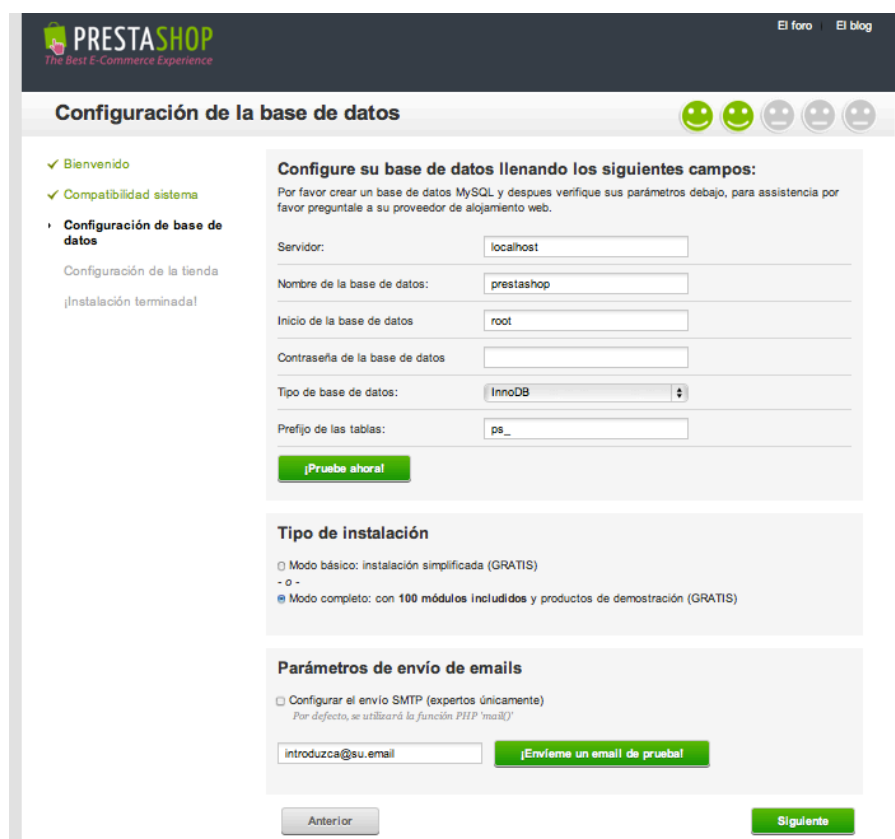 PRESTASHOP
The Best E-Commerce Experience
El foro
El blog
Configuración de la base de datos
Bienvenido
Compatibilidad sistema
Configuración de base de
datos
Configuración de la tienda
¡Instalación terminada!
Configure su base de datos llenando los siguientes campos:
Por favor crear un base de datos MySQL y despues verifique sus parámetros debajo, para assistencia por
favor preguntale a su proveedor de alojamiento web.
Servidor: localhost
Nombre de la base de datos: prestashop
Inicio de la base de datos root
Contraseña de la base de datos
Tipo de base de datos: InnoDB
Prefijo de las tablas: ps_
¡Pruebe ahora!
Tipo de instalación
Modo básico: instalación simplificada (GRATIS)
- o -
Modo completo: con 100 módulos includidos y productos de demostración (GRATIS)
Parámetros de envío de emails
Configurar el envío SMTP (expertos únicamente)
Por defecto, se utilizará la función PHP 'mail()'
introduzca@su.email
¡Envíeme un email de prueba!
Anterior
Siguiente